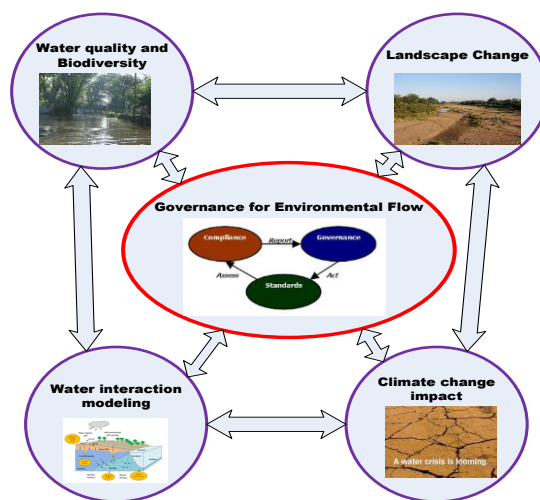 Water quality and
Biodiversity
Landscape Change
Governance for Environmental Flow
Compliance
Report
Governance
Assess
Act
Standards
Water interaction
modeling
Climate change
impact
A water crisis is looming.